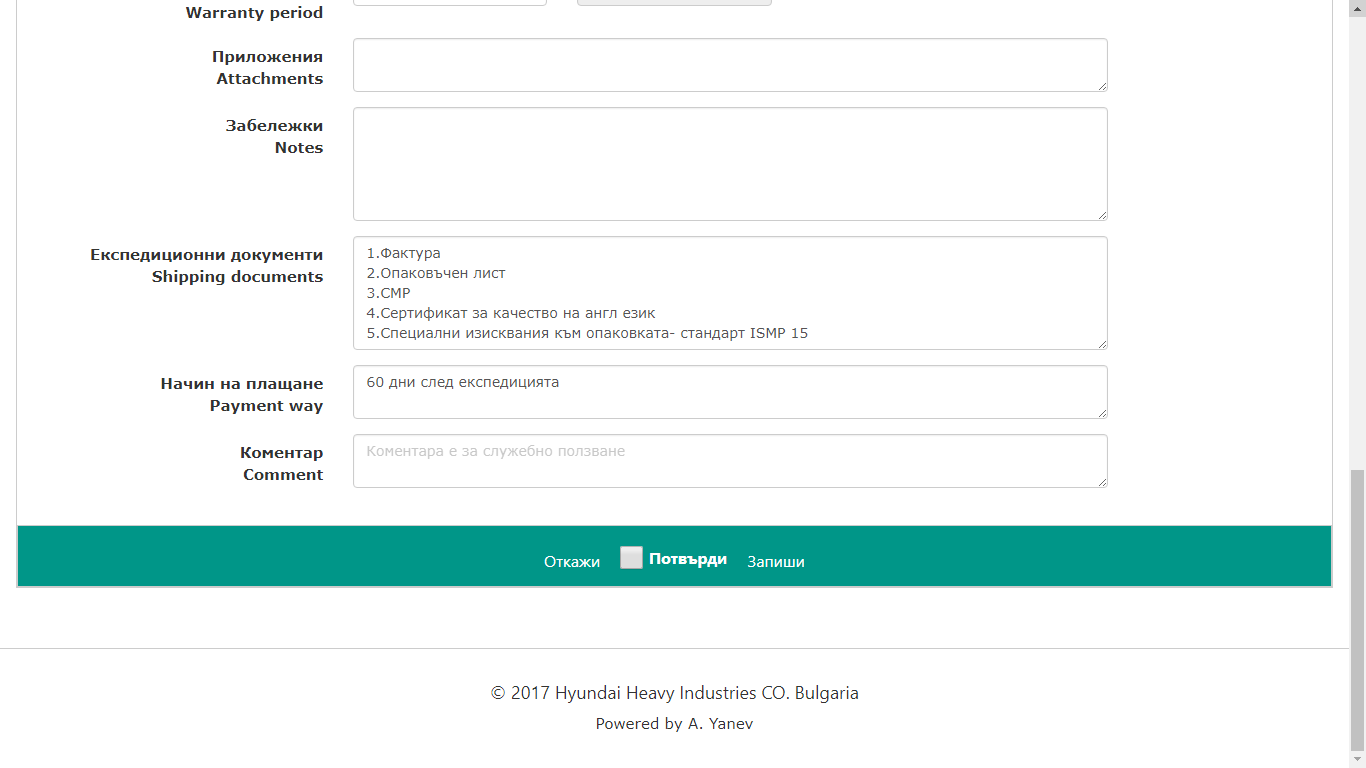 Warranty period
Приложения
Attachments
Забележки
Notes
Експедиционни документи
Shipping documents
1.Фактура
2.Опаковъчен лист
3.СМР
4.Сертификат за качество на англ език
5.Специални изисквания към опаковката- стандарт ISMP 15
Начин на плащане
Payment way
60 дни след експедицията
Коментар
Comment
Коментара е за служебно ползване
Откажи Потвърди Запиши
© 2017 Hyundai Heavy Industries CO. Bulgaria
Powered by A. Yanev